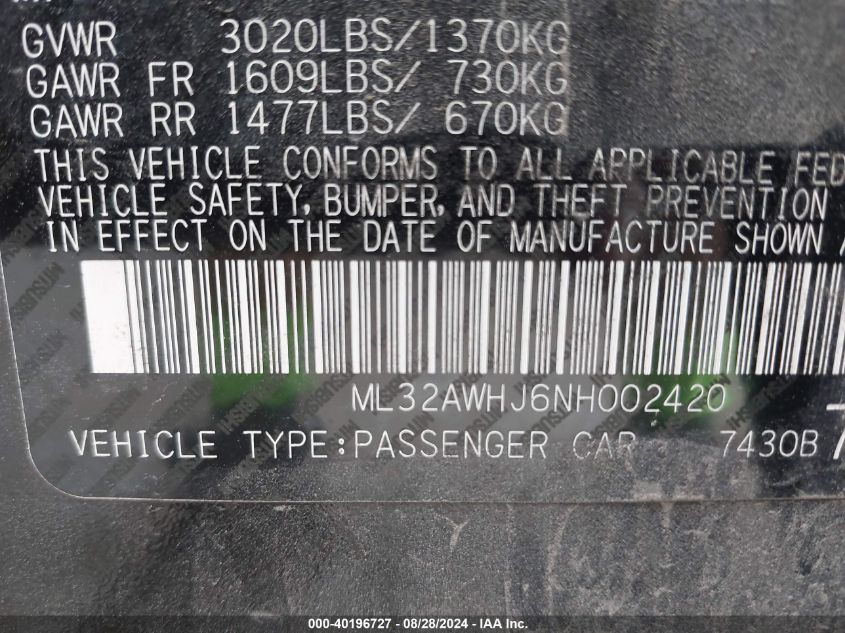 GVWR 3020LBS/1370KG
GAWR FR 1609LBS/ 730KG
GAWR RR 1477LBS/ 670KG
THIS VEHICLE CONFORMS TO ALL APPLICABLE FED
VEHICLE SAFETY, BUMPER, AND THEFT PREVENTION
IN EFFECT ON THE DATE OF MANUFACTURE SHOWN
ML32AWHJ6NH002420
VEHICLE TYPE:PASSENGER CAR 7430B
000-40196727 - 08/28/2024 - IAA Inc.